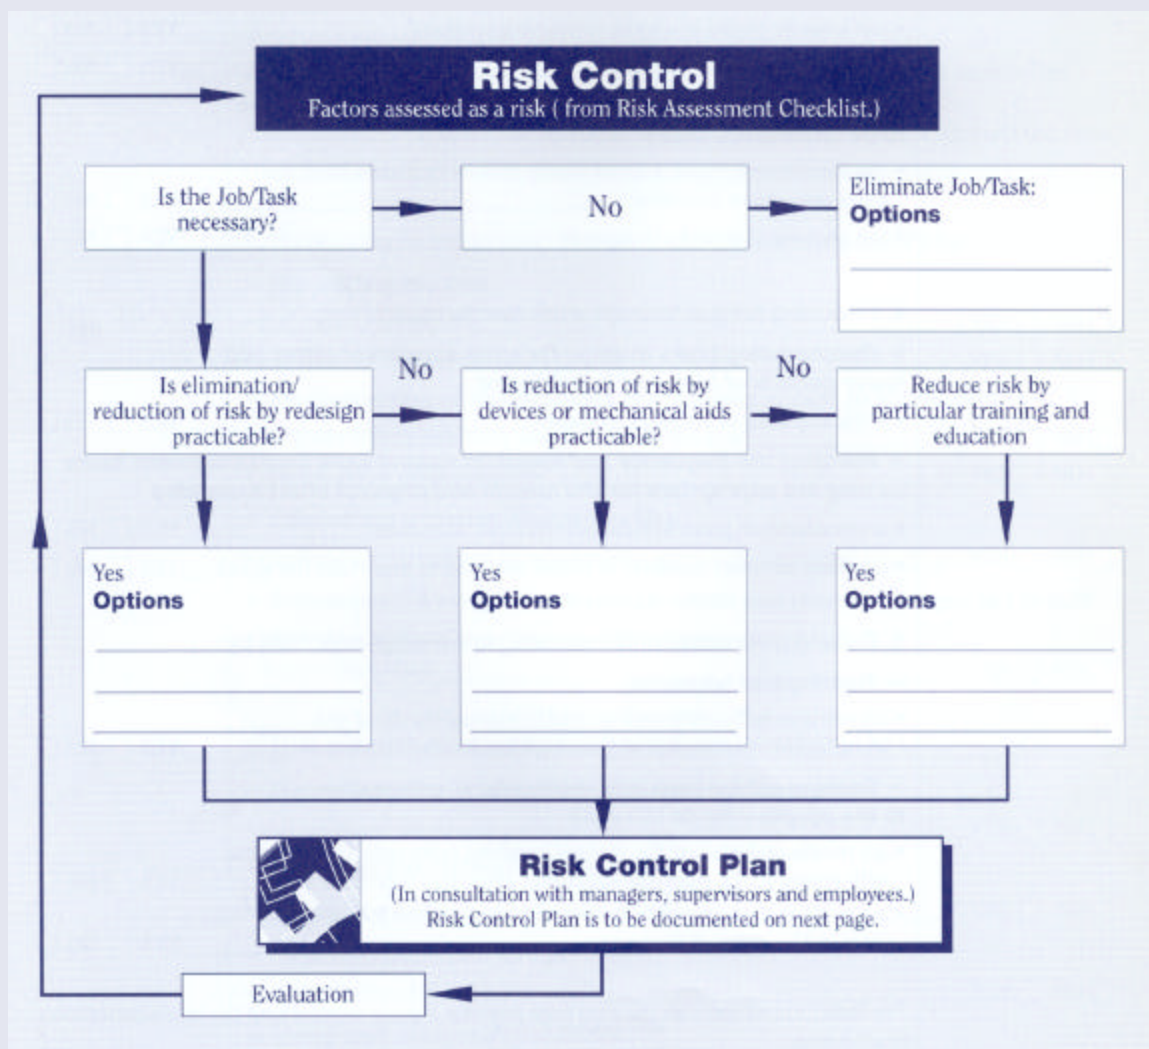 Risk Control
Factors assessed as a risk ( from Risk Assessment Checklist.)
Is the Job/Task
necessary?
No
Eliminate Job/Task:
Options
Is elimination/
reduction of risk by redesign
practicable?
No
Is reduction of risk by
devices or mechanical aids
practicable?
No
Reduce risk by
particular training and
education
Yes
Options
Yes
Options
Yes
Options
Risk Control Plan
(In consultation with managers, supervisors and employees.)
Risk Control Plan is to be documented on next page.
Evaluation